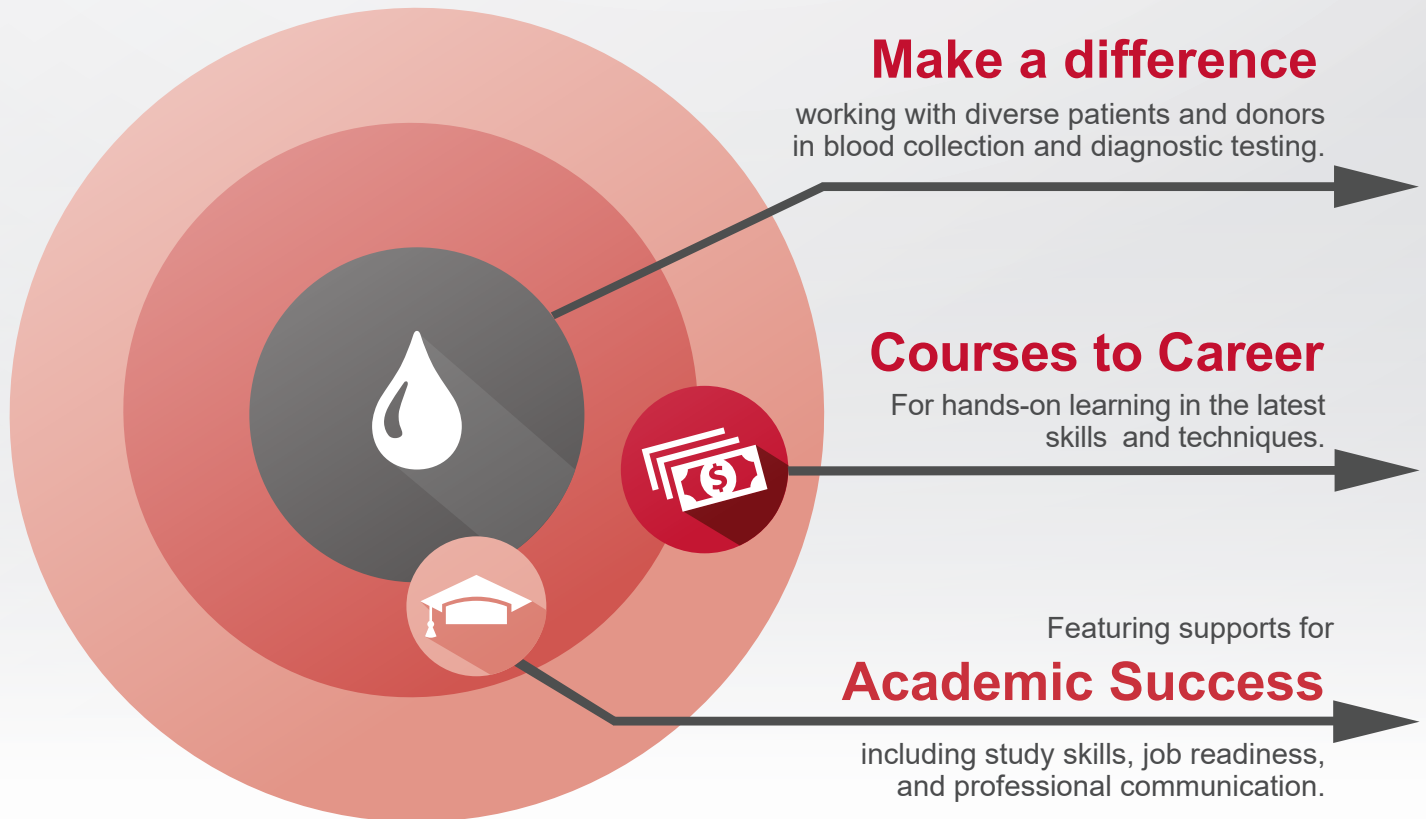 Make a difference
working with diverse patients and donors
in blood collection and diagnostic testing.
Courses to Career
For hands-on learning in the latest
skills  and techniques.
$
Featuring supports for
Academic Success
including study skills, job readiness,
and professional communication.